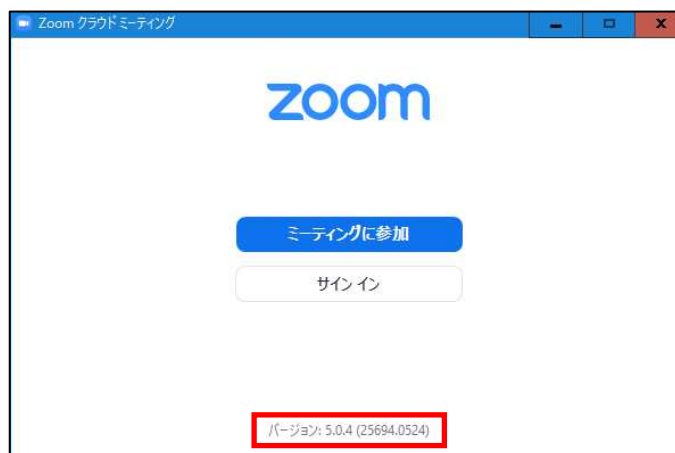 Zoom クラウド ミーティング
zoom
ミーティングに参加
サイン イン
バージョン: 5.0.4 (25694.0524)